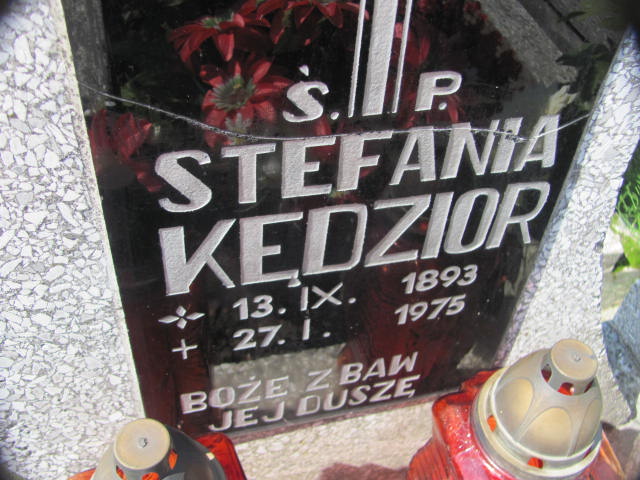 Ś. P.
STEFANIA
KĘDZIOR
13. IX. 1893
27. I. 1975
BOŻE ZBAW
JEJ DUSZĘ